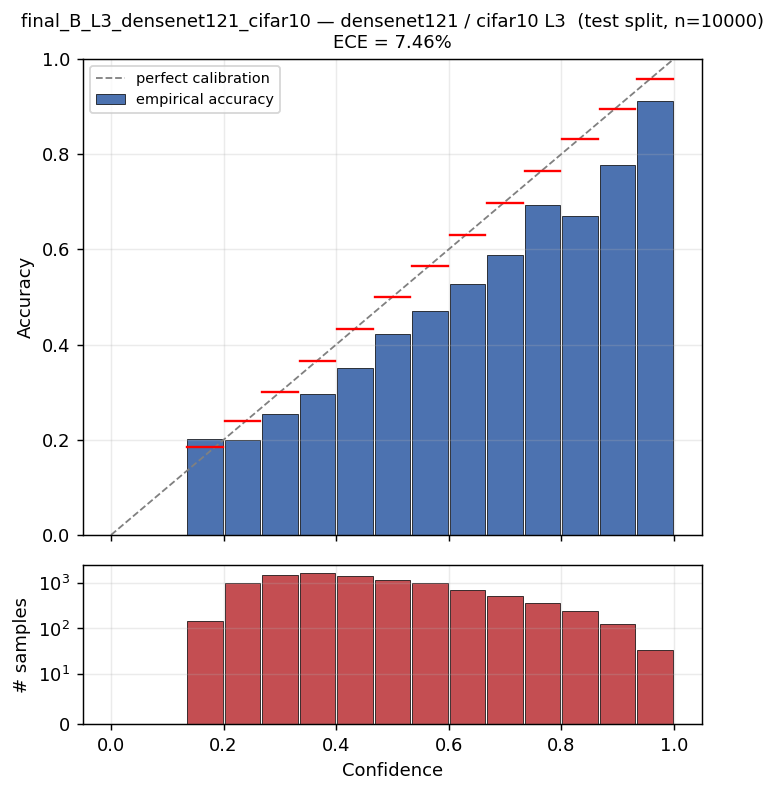 final_B_L3_densenet121_cifar10 — densenet121 / cifar10 L3  (test split, n=10000)
ECE = 7.46%
1.0
perfect calibration
empirical accuracy
0.8
0.6
Accuracy
0.4
0.2
0.0
10³
10²
# samples
10¹
0
0.0 0.2 0.4 0.6 0.8 1.0
Confidence